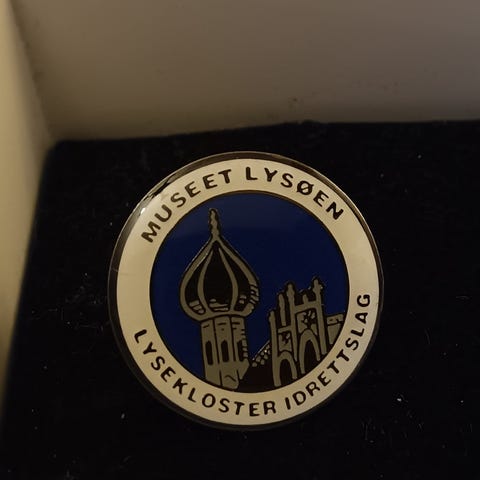 MUSEET LYSØEN
LYSEKLOSTER IDRETTSLAG